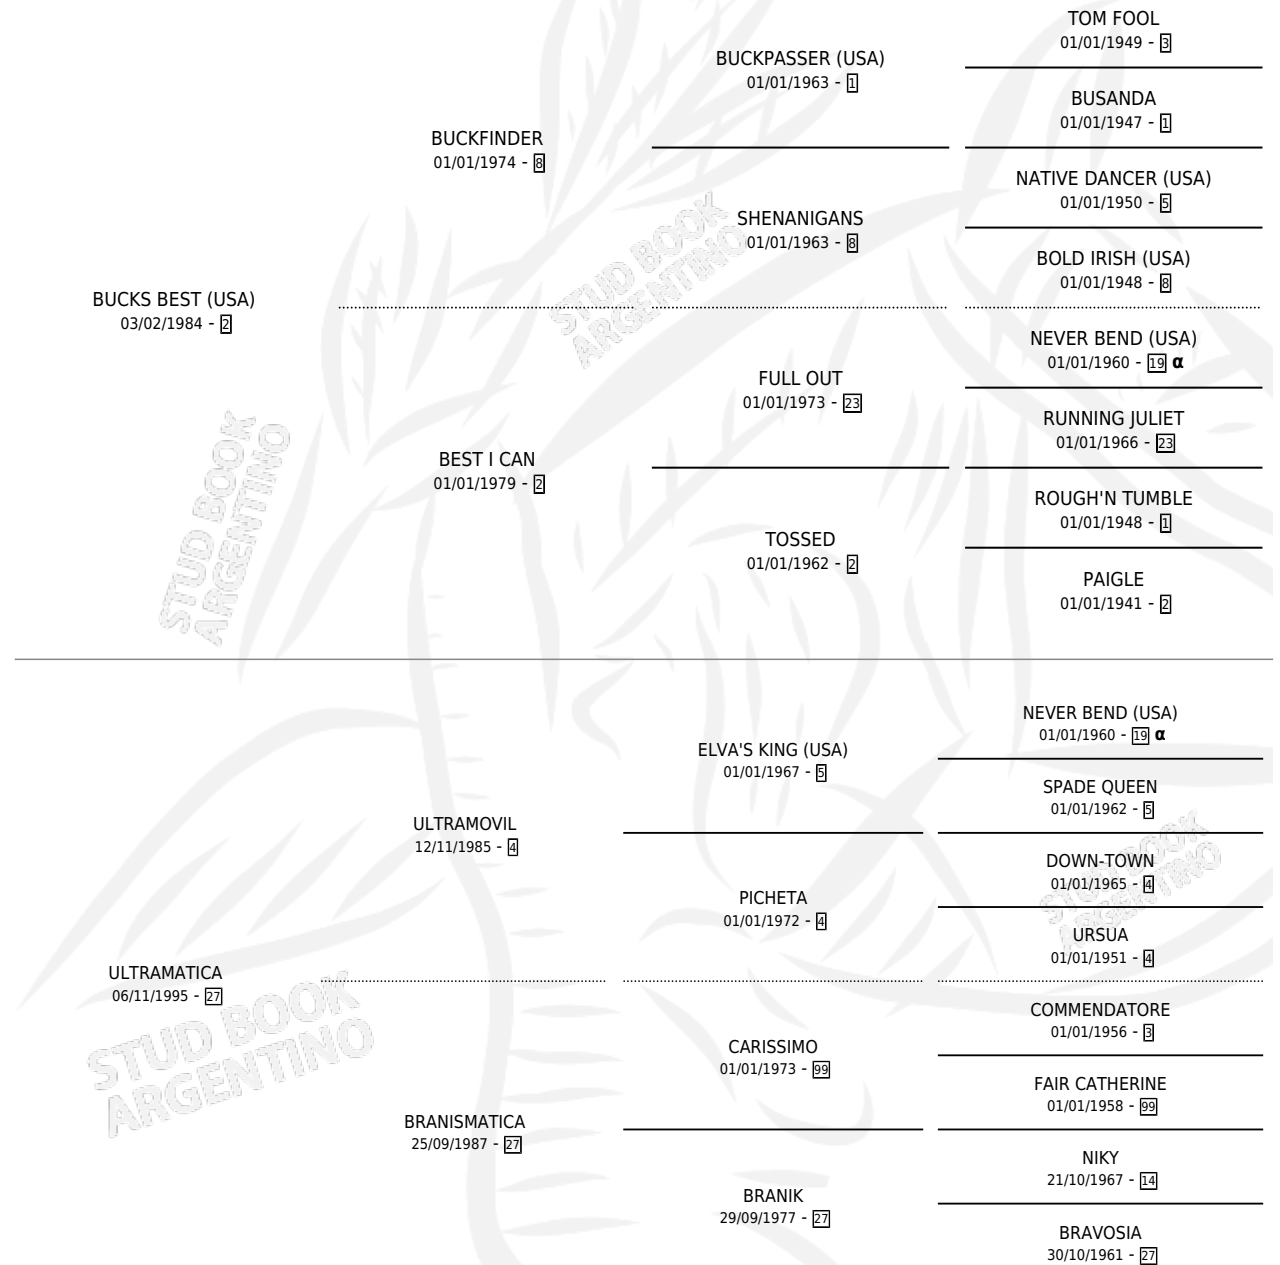 TOM FOOL
01/01/1949 - 3
BUCKPASSER (USA)
01/01/1963 - 1
BUSANDA
01/01/1947 - 1
BUCKFINDER
01/01/1974 - 8
NATIVE DANCER (USA)
01/01/1950 - 5
SHENANIGANS
01/01/1963 - 8
BOLD IRISH (USA)
01/01/1948 - 8
BUCKS BEST (USA)
03/02/1984 - 2
NEVER BEND (USA)
01/01/1960 - 19 α
FULL OUT
01/01/1973 - 23
RUNNING JULIET
01/01/1966 - 23
BEST I CAN
01/01/1979 - 2
ROUGH'N TUMBLE
01/01/1948 - 1
TOSSED
01/01/1962 - 2
PAIGLE
01/01/1941 - 2
NEVER BEND (USA)
01/01/1960 - 19 α
ELVA'S KING (USA)
01/01/1967 - 5
SPADE QUEEN
01/01/1962 - 5
ULTRAMOVIL
12/11/1985 - 4
DOWN-TOWN
01/01/1965 - 4
PICHETA
01/01/1972 - 4
URSUA
01/01/1951 - 4
ULTRAMATICA
06/11/1995 - 27
COMMENDATORE
01/01/1956 - 3
CARISSIMO
01/01/1973 - 99
FAIR CATHERINE
01/01/1958 - 99
BRANISMATICA
25/09/1987 - 27
NIKY
21/10/1967 - 14
BRANIK
29/09/1977 - 27
BRAVOSIA
30/10/1961 - 27
STUD BOOK
ARGENTINO
STUD BOOK
ARGENTINO
STUD BOOK
ARGENTINO
STUD BOOK
ARGENTINO